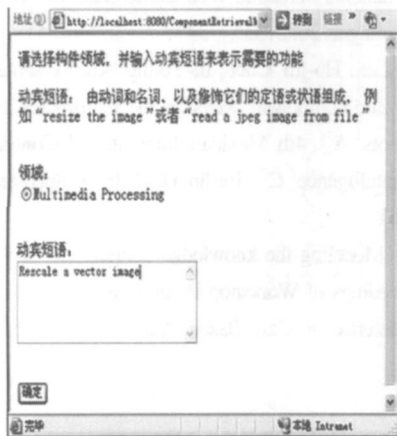 地址(D) http://localhost:8080/ComponentRetrievalW 转到 链接 »
请选择构件领域，并输入动宾短语来表示需要的功能
动宾短语： 由动词和名词、以及修饰它们的定语或状语组成， 例
如“resize the image”或者“read a jpeg image from file”
领域：
Multimedia Processing
动宾短语：
Rescale a vector image
确定
完毕 本地 Intranet